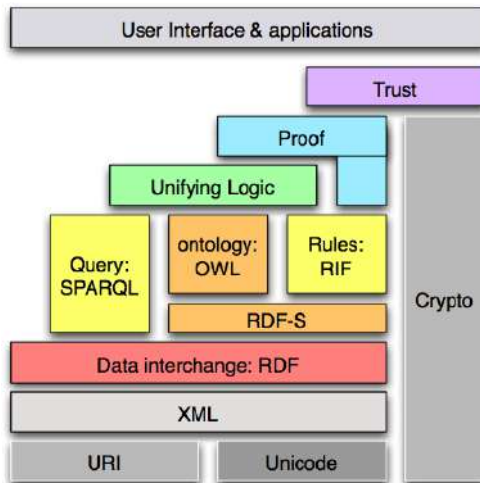 User Interface & applications
Trust
Proof
Unifying Logic
Query:
SPARQL
ontology:
OWL
Rules:
RIF
Crypto
RDF-S
Data interchange: RDF
XML
URI
Unicode